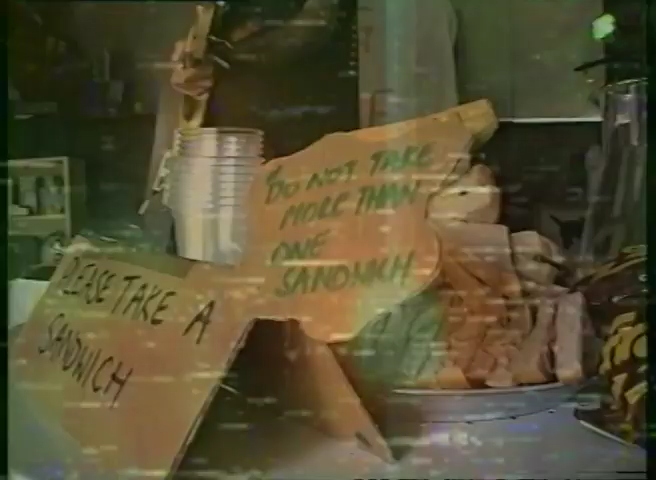 PLEASE TAKE A
SANDWICH
DO NOT TAKE
MORE THAN
ONE
SANDWICH